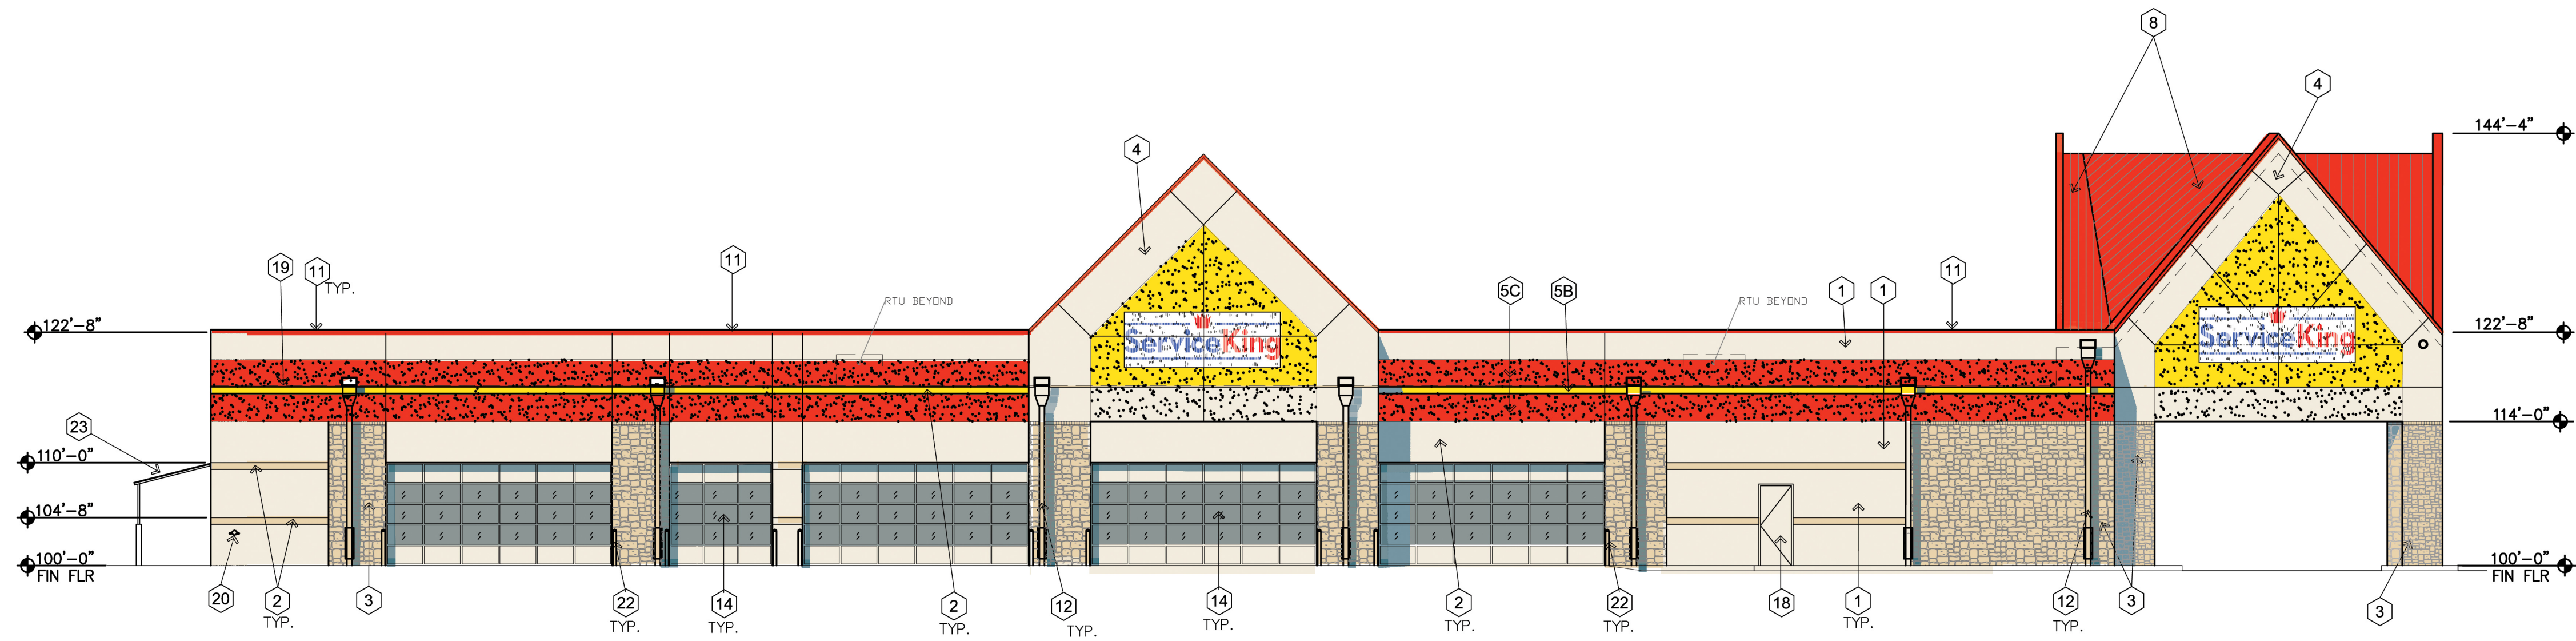 8
4
144'-4"
4
19
11
TYP.
11
RTU BEYOND
5C
5B
RTU BEYOND
1
1
11
122'-8"
122'-8"
ServiceKing
ServiceKing
23
114'-0"
110'-0"
104'-8"
100'-0"
FIN FLR
100'-0"
FIN FLR
20
2
TYP.
3
22
TYP.
14
TYP.
2
TYP.
12
TYP.
14
TYP.
2
TYP.
22
TYP.
18
1
TYP.
12
TYP.
3
3